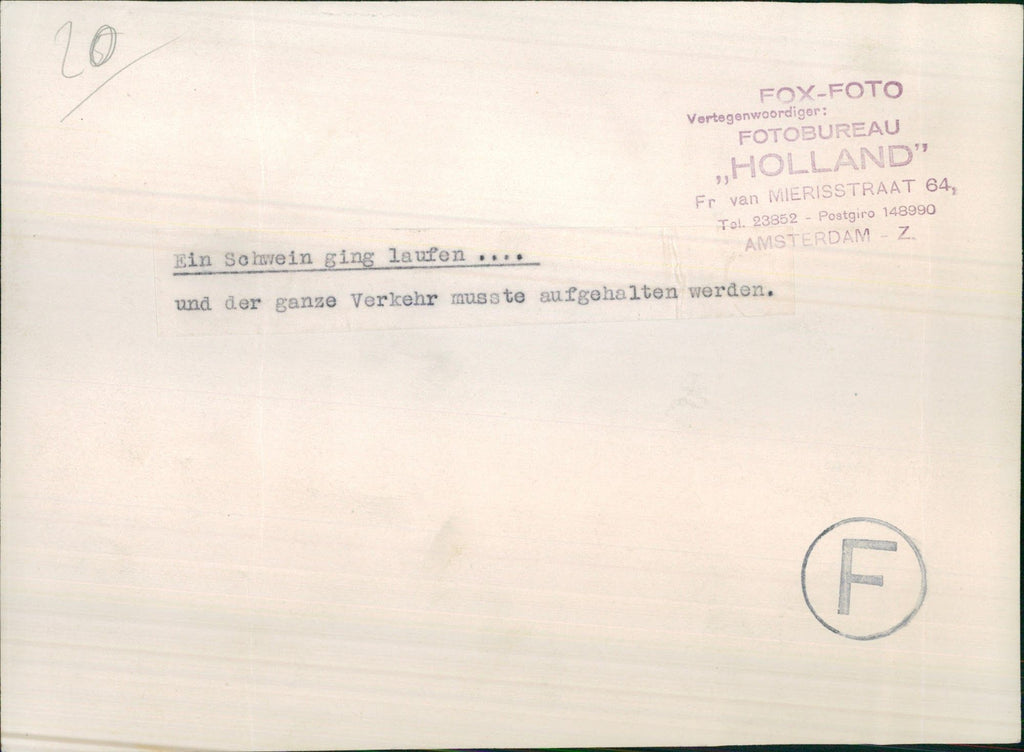 20
FOX-FOTO
Vertegenwoordiger:
FOTOBUREAU
„HOLLAND”
Fr van MIERISSTRAAT 64,
Tel. 23852 - Postgiro 148990
AMSTERDAM - Z.
Ein Schwein ging laufen ....
und der ganze Verkehr musste aufgehalten werden.
F